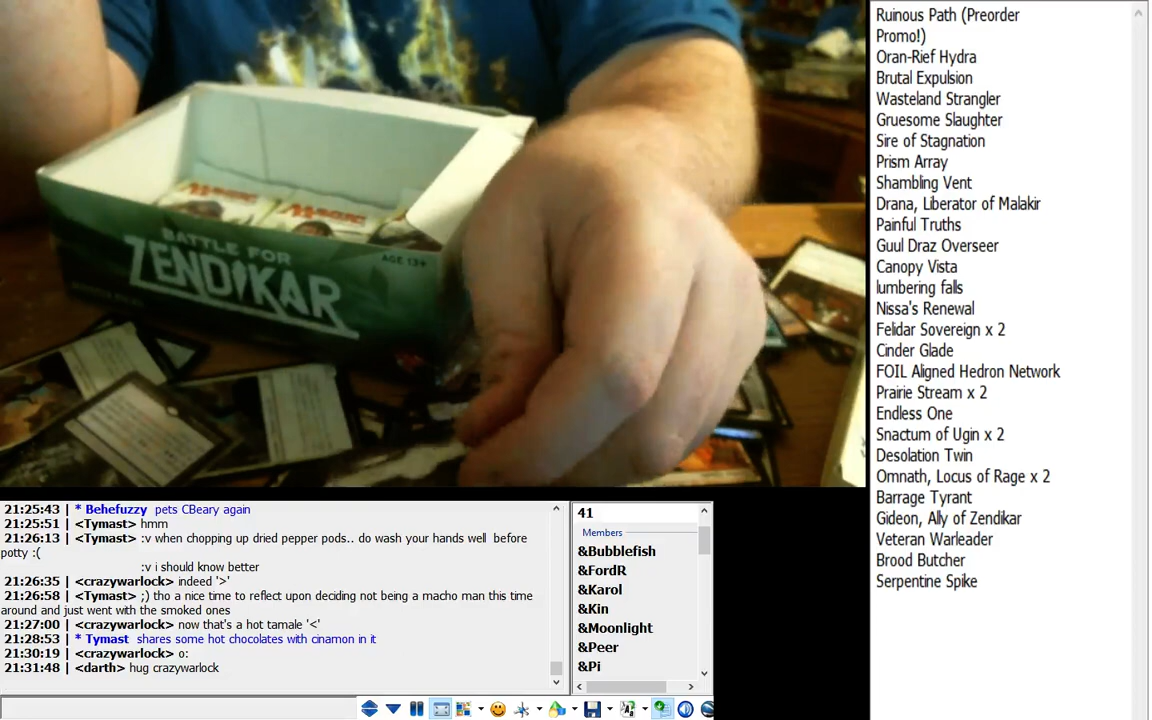 MAGIC
MAGIC
BATTLE FOR
ZENDIKAR
AGE 13+
Ruinous Path (Preorder
Promo!)
Oran-Rief Hydra
Brutal Expulsion
Wasteland Strangler
Gruesome Slaughter
Sire of Stagnation
Prism Array
Shambling Vent
Drana, Liberator of Malakir
Painful Truths
Guul Draz Overseer
Canopy Vista
lumbering falls
Nissa's Renewal
Felidar Sovereign x 2
Cinder Glade
FOIL Aligned Hedron Network
Prairie Stream x 2
Endless One
Snactum of Ugin x 2
Desolation Twin
Omnath, Locus of Rage x 2
Barrage Tyrant
Gideon, Ally of Zendikar
Veteran Warleader
Brood Butcher
Serpentine Spike
21:25:43 | * Behefuzzy pets CBeary again
21:25:51 | <Tymast> hmm
21:26:13 | <Tymast> :v when chopping up dried pepper pods.. do wash your hands well before
potty :(
:v i should know better
21:26:35 | <crazywarlock> indeed '>'
21:26:58 | <Tymast> ;) tho a nice time to reflect upon deciding not being a macho man this time
around and just went with the smoked ones
21:27:00 | <crazywarlock> now that's a hot tamale '<'
21:28:53 | * Tymast shares some hot chocolates with cinamon in it
21:30:19 | <crazywarlock> o:
21:31:48 | <darth> hug crazywarlock
41
Members
&Bubblefish
&FordR
&Karol
&Kin
&Moonlight
&Peer
&Pi